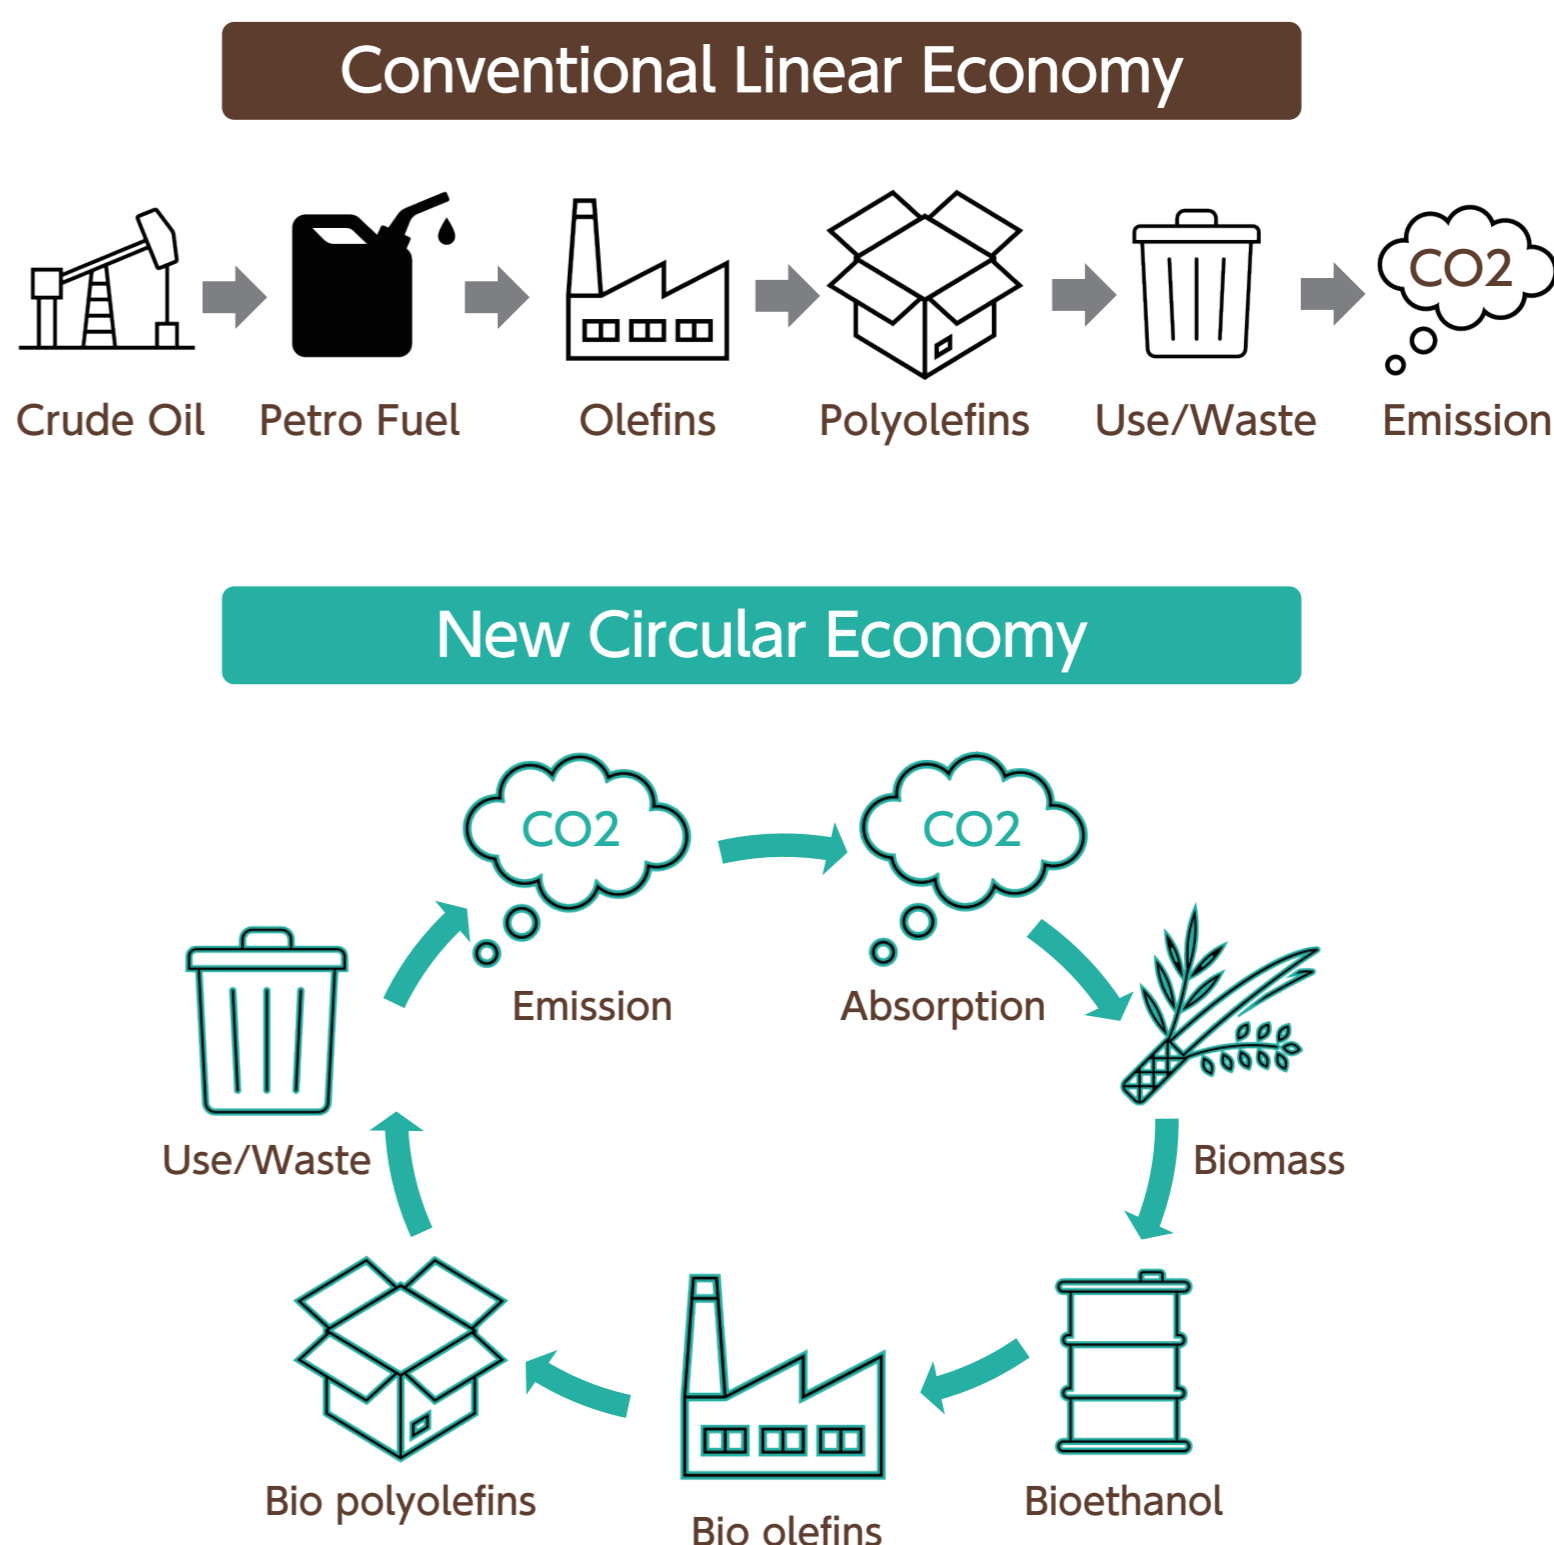 Conventional Linear Economy
CO2
Crude Oil
Petro Fuel
Olefins
Polyolefins
Use/Waste
Emission
New Circular Economy
CO2
CO2
Emission
Absorption
Use/Waste
Biomass
Bio polyolefins
Bio olefins
Bioethanol